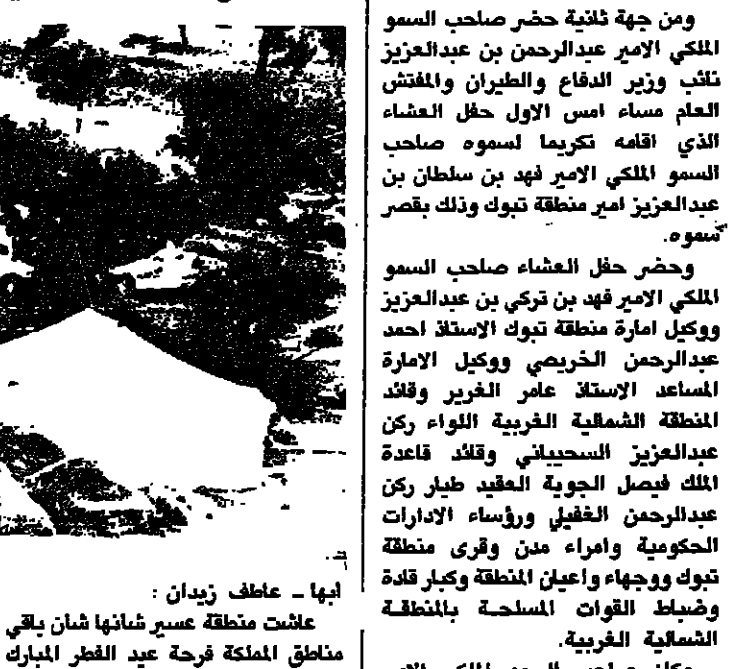 ومن جهة ثانية حضر صاحب السمو
الملكي الامير عبدالرحمن بن عبدالعزيز
نائب وزير الدفاع والطيران والمفتش
العام مساء امس الاول حفل العشاء
الذي اقامه تكريما لسموه صاحب
السمو الملكي الامير فهد بن سلطان بن
عبدالعزيز امير منطقة تبوك وذلك بقصر
سموه.
وحضر حفل العشاء صاحب السمو
الملكي الامير فهد بن تركي بن عبدالعزيز
ووكيل امارة منطقة تبوك الاستاذ احمد
عبدالرحمن الخريصي ووكيل الامارة
المساعد الاستاذ عامر الغرير وقائد
المنطقة الشمالية الغربية اللواء ركن
عبدالعزيز السحيباني وقائد قاعدة
الملك فيصل الجوية العقيد طيار ركن
عبدالرحمن الغفيلي ورؤساء الادارات
الحكومية وامراء مدن وقرى منطقة
تبوك ووجهاء واعيان المنطقة وكبار قادة
وضباط القوات المسلحة بالمنطقة
الشمالية الغربية.
أبها ـ عاطف زيدان :
عاشت منطقة عسير شأنها شأن باقي
مناطق المملكة فرحة عيد الفطر المبارك